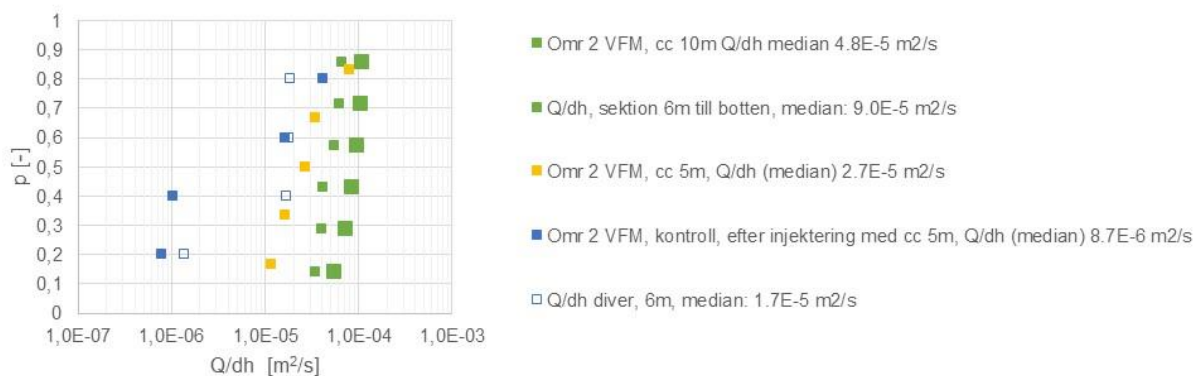 1
0,9
0,8
0,7
0,6
0,5
0,4
0,3
0,2
0,1
0
p [-]
1,0E-07 1,0E-06 1,0E-05 1,0E-04 1,0E-03
Q/dh [m²/s]
Omr 2 VFM, cc 10m Q/dh median 4.8E-5 m2/s
Q/dh, sektion 6m till botten, median: 9.0E-5 m2/s
Omr 2 VFM, cc 5m, Q/dh (median) 2.7E-5 m2/s
Omr 2 VFM, kontroll, efter injektering med cc 5m, Q/dh (median) 8.7E-6 m2/s
Q/dh diver, 6m, median: 1.7E-5 m2/s